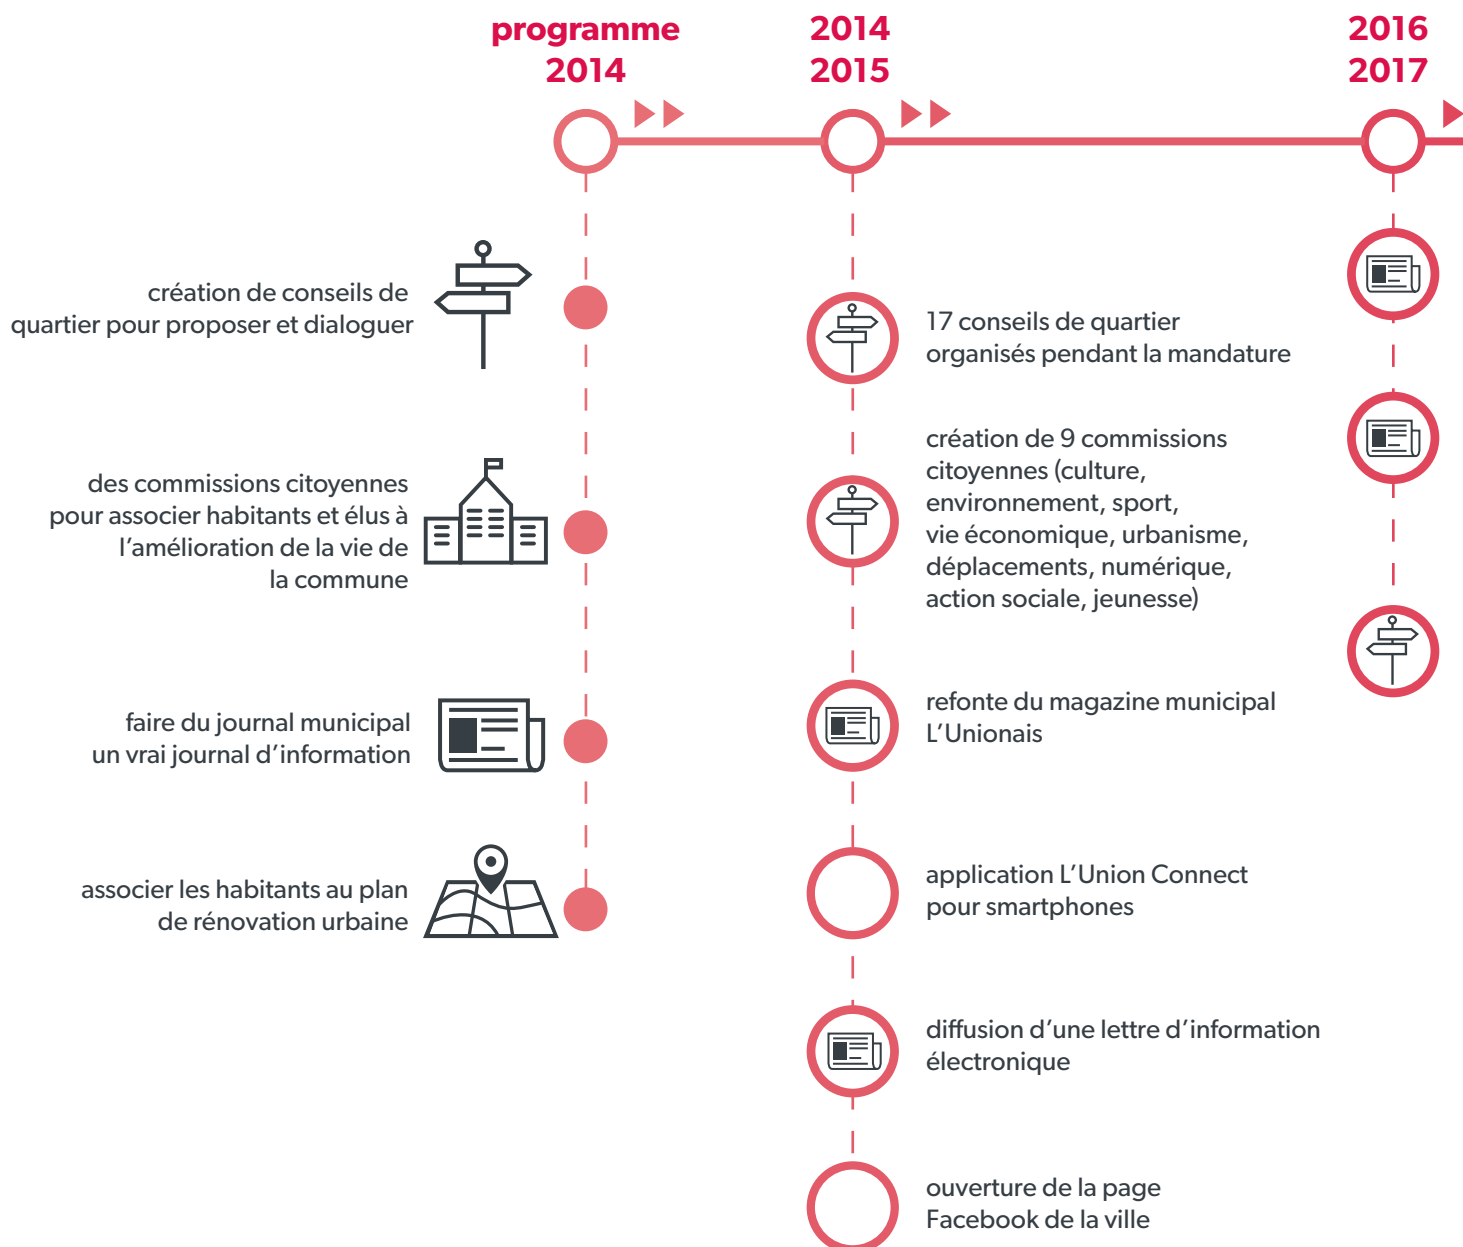 programme
2014
2014
2015
2016
2017
création de conseils de
quartier pour proposer et dialoguer
des commissions citoyennes
pour associer habitants et élus à
l’amélioration de la vie de
la commune
faire du journal municipal
un vrai journal d’information
associer les habitants au plan
de rénovation urbaine
17 conseils de quartier
organisés pendant la mandature
création de 9 commissions
citoyennes (culture,
environnement, sport,
vie économique, urbanisme,
déplacements, numérique,
action sociale, jeunesse)
refonte du magazine municipal
L’Unionais
application L’Union Connect
pour smartphones
diffusion d’une lettre d’information
électronique
ouverture de la page
Facebook de la ville